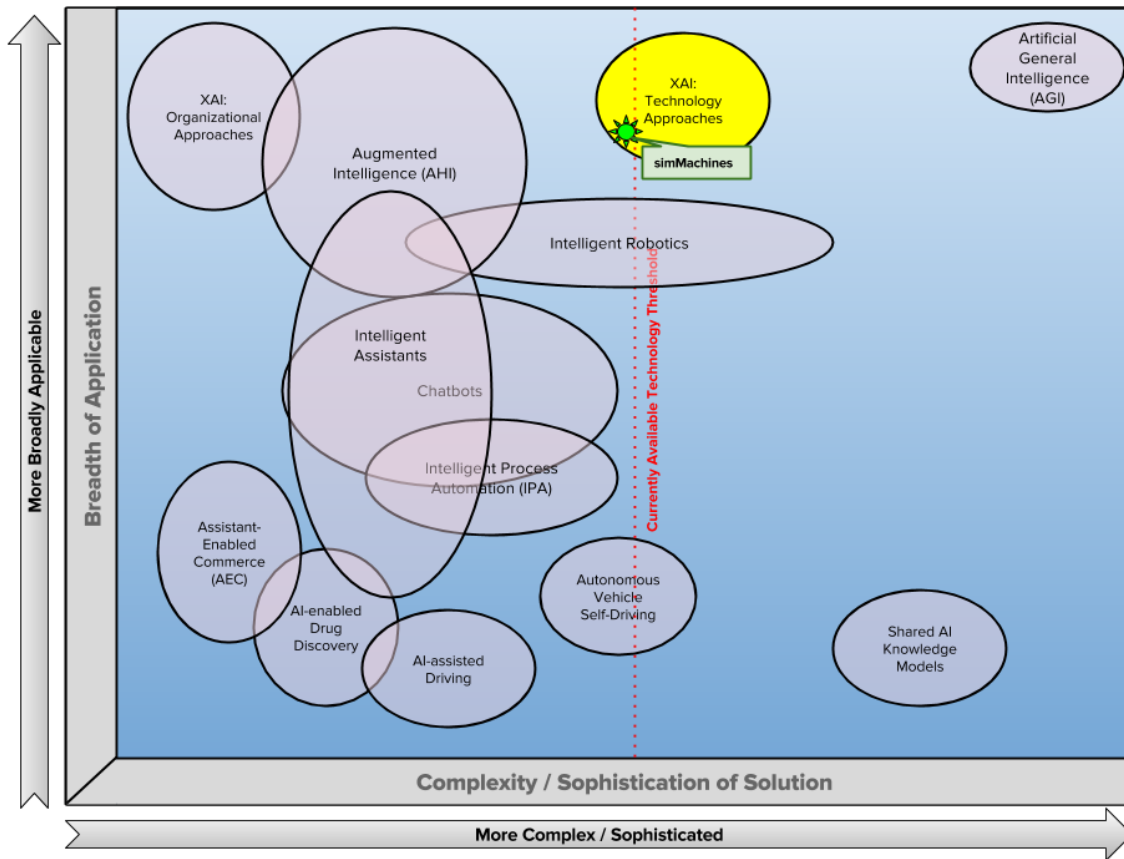 XAI:
Organizational
Approaches
Augmented
Intelligence (AHI)
XAI:
Technology
Approaches
simMachines
Artificial
General
Intelligence
(AGI)
Intelligent Robotics
Currently Available Technology Threshold
Intelligent
Assistants
Chatbots
Intelligent Process
Automation (IPA)
Assistant-
Enabled
Commerce
(AEC)
AI-enabled
Drug
Discovery
AI-assisted
Driving
Autonomous
Vehicle
Self-Driving
Shared AI
Knowledge
Models
More Broadly Applicable
Breadth of Application
Complexity / Sophistication of Solution
More Complex / Sophisticated